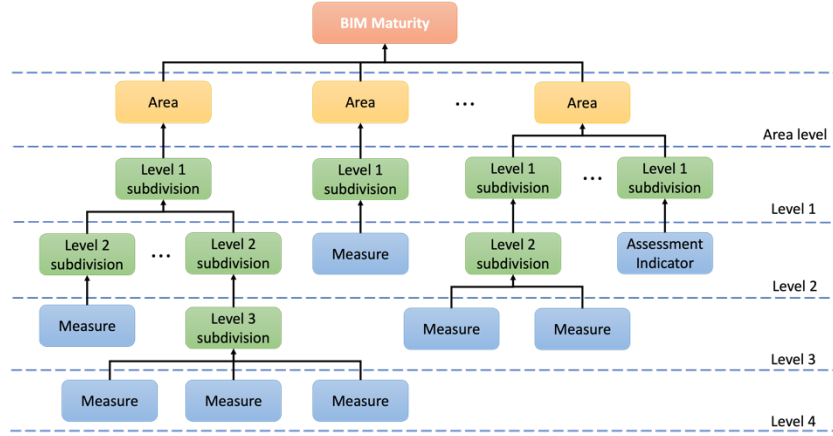 BIM Maturity
Area
Area
...
Area
Area level
Level 1
subdivision
Level 1
subdivision
Level 1
subdivision
...
Level 1
subdivision
Level 1
Level 2
subdivision
...
Level 2
subdivision
Measure
Level 2
subdivision
Assessment
Indicator
Level 2
Measure
Level 3
subdivision
Measure
Measure
Level 3
Measure
Measure
Measure
Level 4